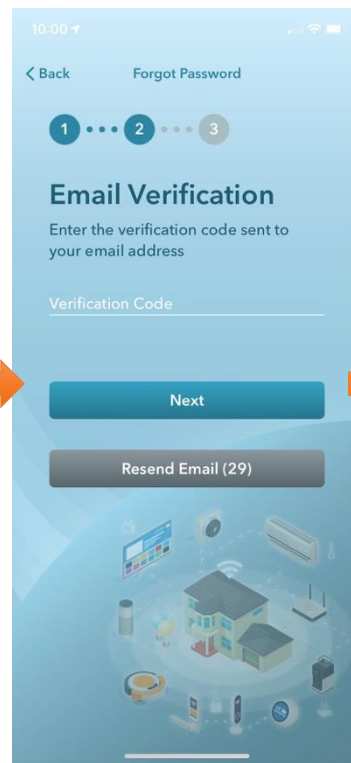 10:00
Back
Forgot Password
1
2
3
Email Verification
Enter the verification code sent to
your email address
Verification Code
Next
Resend Email (29)